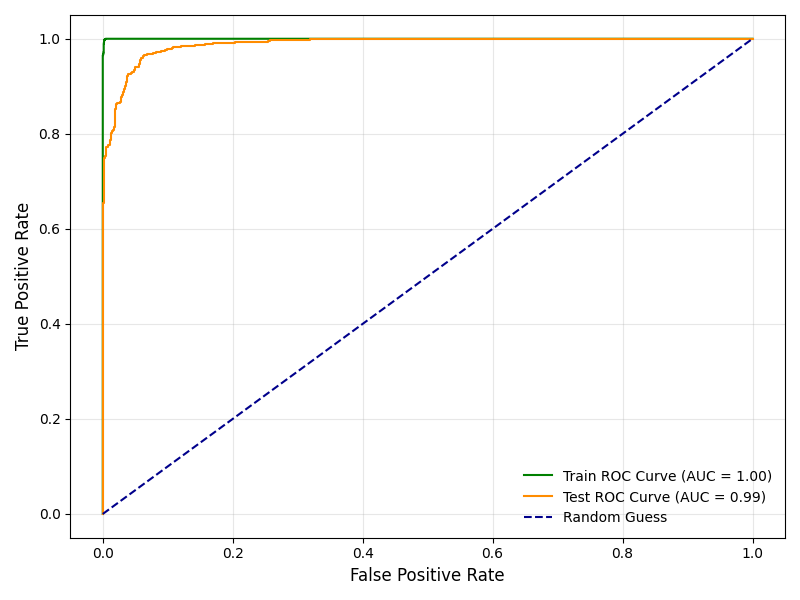 1.0
0.8
0.6
0.4
0.2
0.0
True Positive Rate
Train ROC Curve (AUC = 1.00)
Test ROC Curve (AUC = 0.99)
Random Guess
0.0 0.2 0.4 0.6 0.8 1.0
False Positive Rate